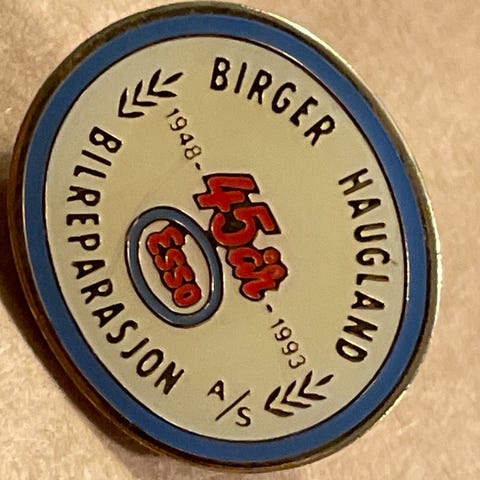 BIRGER HAUGLAND
1948 - 45 år - 1993
ESSO
BILREPARASJON A/S